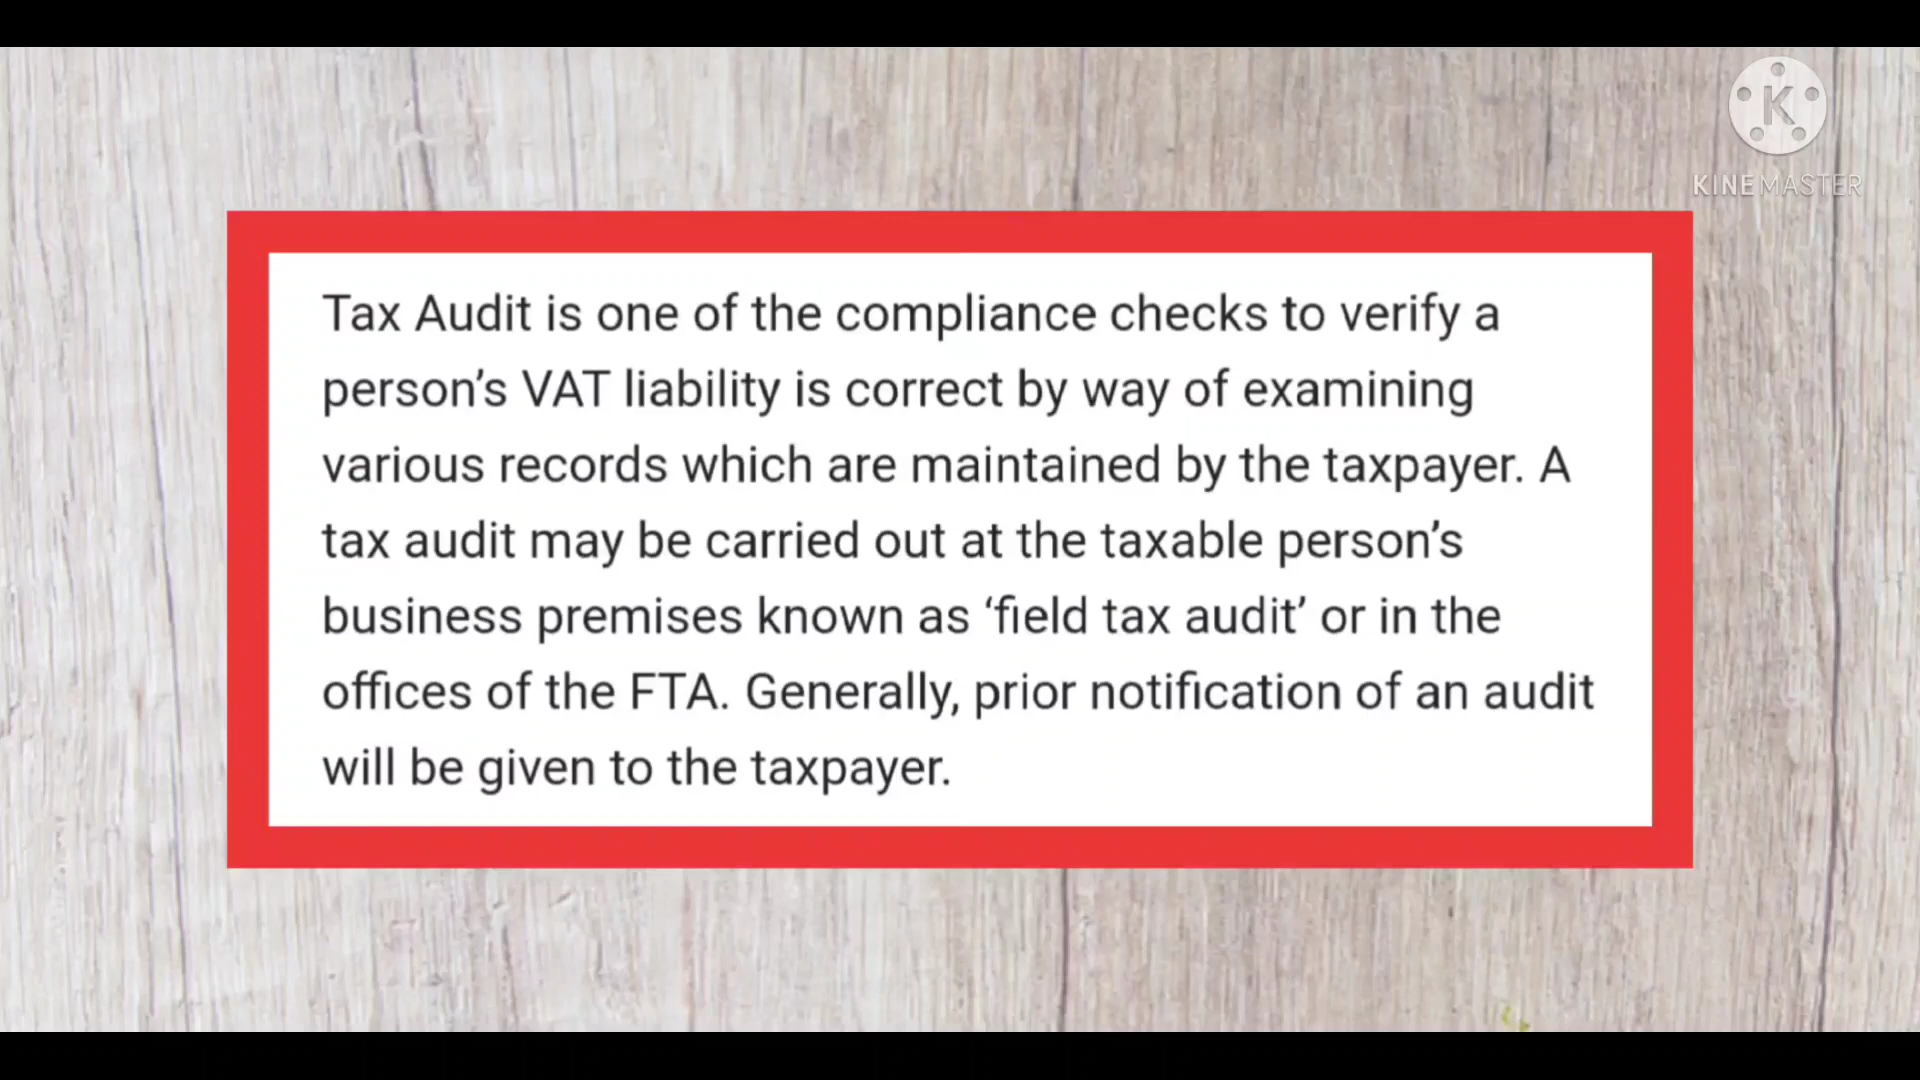 K
KINEMASTER
Tax Audit is one of the compliance checks to verify a
person’s VAT liability is correct by way of examining
various records which are maintained by the taxpayer. A
tax audit may be carried out at the taxable person’s
business premises known as ‘field tax audit’ or in the
offices of the FTA. Generally, prior notification of an audit
will be given to the taxpayer.